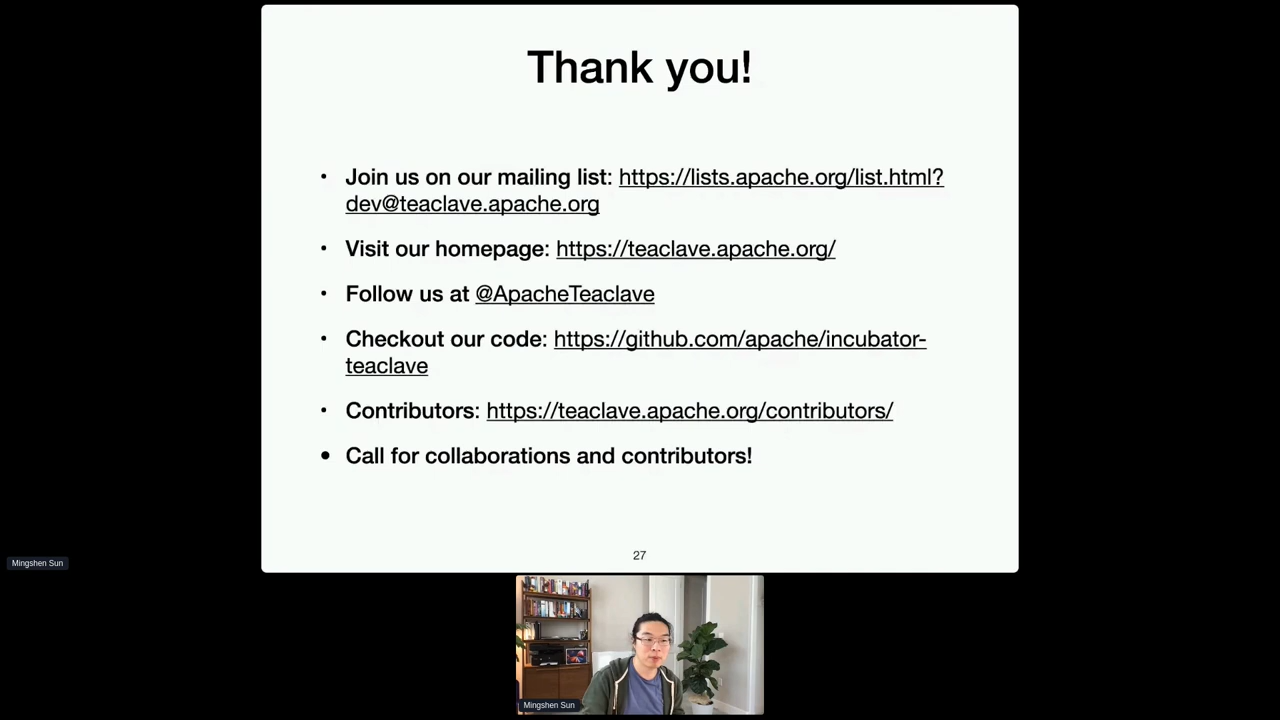 Thank you!
• Join us on our mailing list: https://lists.apache.org/list.html?
dev@teaclave.apache.org
• Visit our homepage: https://teaclave.apache.org/
• Follow us at @ApacheTeaclave
• Checkout our code: https://github.com/apache/incubator-
teaclave
• Contributors: https://teaclave.apache.org/contributors/
• Call for collaborations and contributors!
27
Mingshen Sun
Mingshen Sun